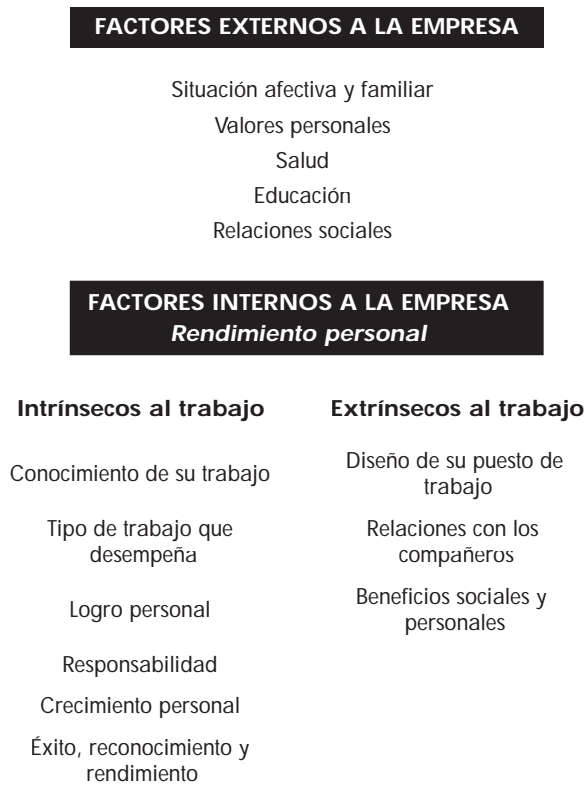 FACTORES EXTERNOS A LA EMPRESA
Situación afectiva y familiar
Valores personales
Salud
Educación
Relaciones sociales
FACTORES INTERNOS A LA EMPRESA
Rendimiento personal
Intrínsecos al trabajo
Conocimiento de su trabajo
Tipo de trabajo que
desempeña
Logro personal
Responsabilidad
Crecimiento personal
Éxito, reconocimiento y
rendimiento
Extrínsecos al trabajo
Diseño de su puesto de
trabajo
Relaciones con los
compañeros
Beneficios sociales y
personales